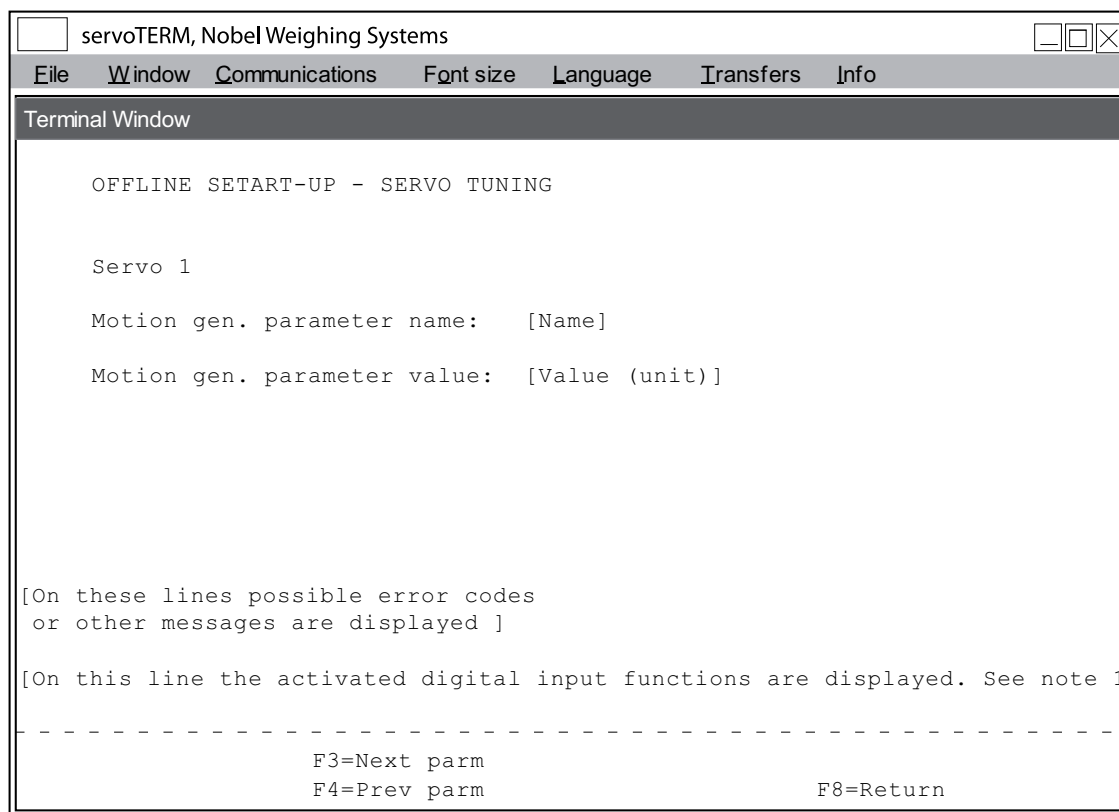 servoTERM, Nobel Weighing Systems
File Window Communications Font size Language Transfers Info
Terminal Window
OFFLINE SETART-UP - SERVO TUNING
Servo 1
Motion gen. parameter name: [Name]
Motion gen. parameter value: [Value (unit)]
[On these lines possible error codes
or other messages are displayed ]
[On this line the activated digital input functions are displayed. See note 1
F3=Next parm
F4=Prev parm F8=Return